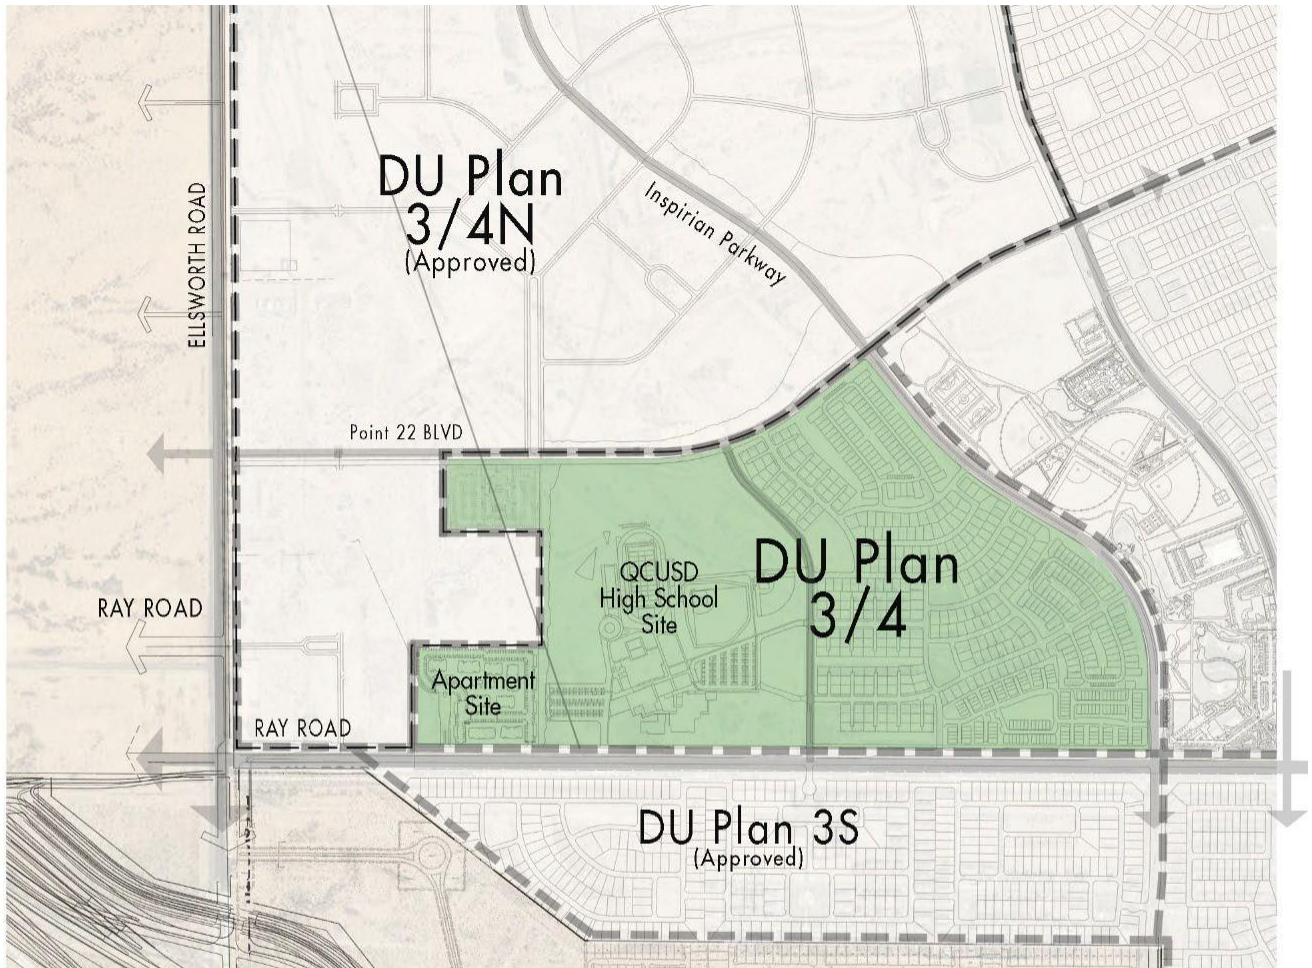 DU Plan
3/4N
(Approved)
ELLSWORTH ROAD
Inspirian Parkway
Point 22 BLVD
DU Plan
3/4
QCUSD
High School
Site
RAY ROAD
Apartment
Site
RAY ROAD
DU Plan 3S
(Approved)